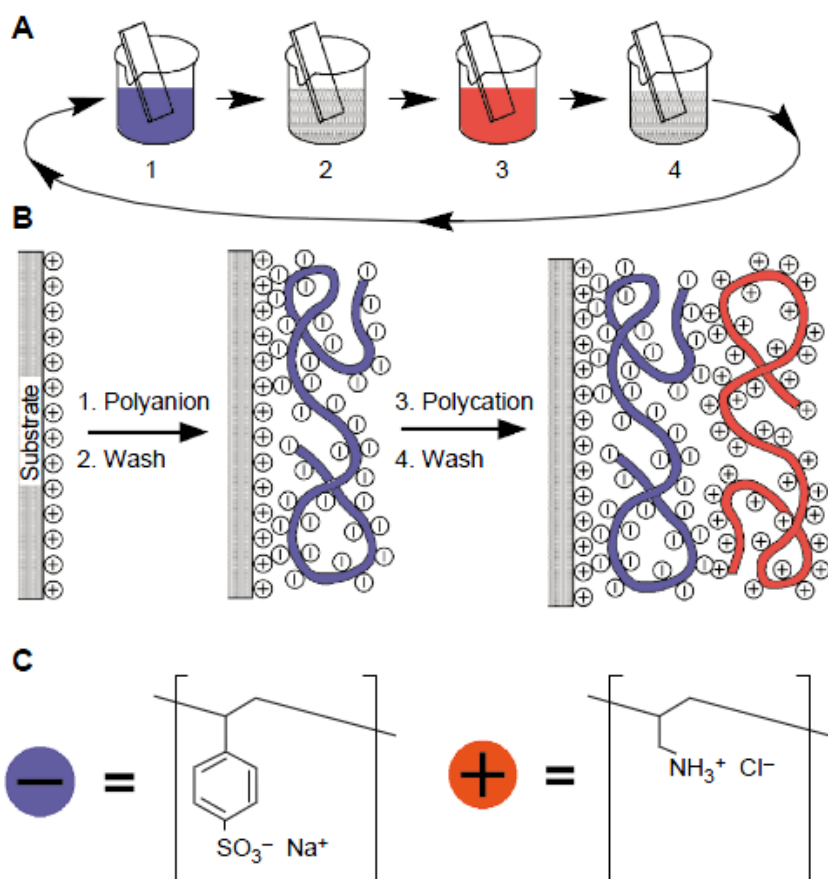 A
1 2 3 4
B
Substrate
1. Polyanion
2. Wash
3. Polycation
4. Wash
C
− =
SO₃⁻ Na⁺
+ =
NH₃⁺ Cl⁻